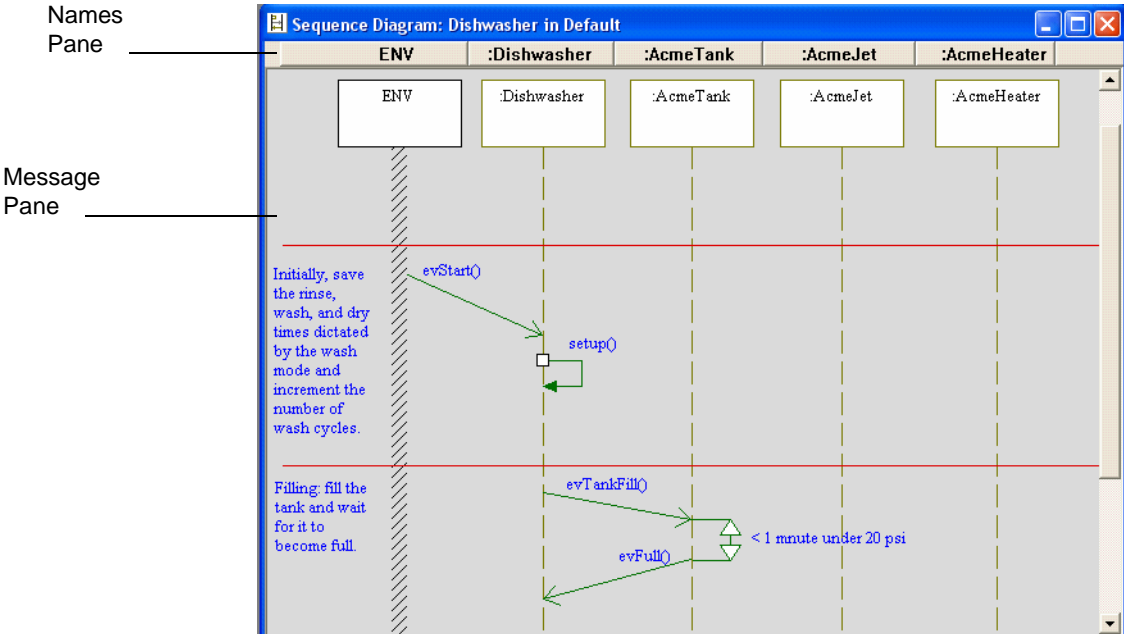 Names
Pane
Sequence Diagram: Dishwasher in Default
ENV :Dishwasher :AcmeTank :AcmeJet :AcmeHeater
ENV :Dishwasher :AcmeTank :AcmeJet :AcmeHeater
Message
Pane
Initially, save
the rinse,
wash, and dry
times dictated
by the wash
mode and
increment the
number of
wash cycles.
evStart()
setup()
Filling: fill the
tank and wait
for it to
become full.
evTankFill()
< 1 mnute under 20 psi
evFull()